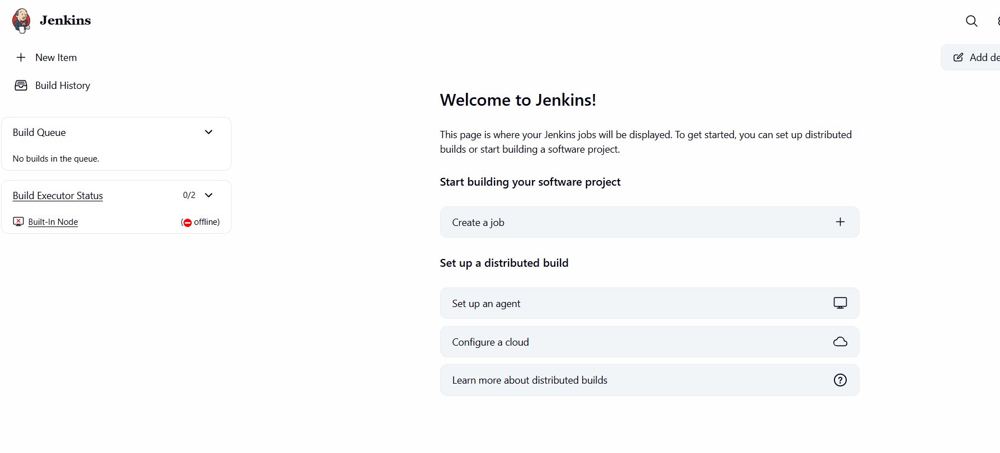 Jenkins
New Item
Add de
Build History
Build Queue
No builds in the queue.
Build Executor Status 0/2
Built-In Node (offline)
Welcome to Jenkins!
This page is where your Jenkins jobs will be displayed. To get started, you can set up distributed
builds or start building a software project.
Start building your software project
Create a job
Set up a distributed build
Set up an agent
Configure a cloud
Learn more about distributed builds